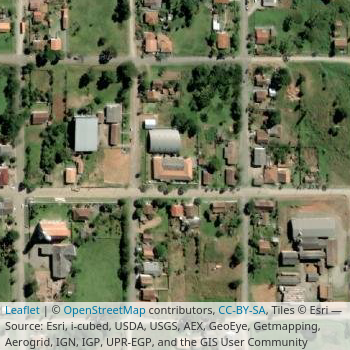 Leaflet | © OpenStreetMap contributors, CC-BY-SA, Tiles © Esri —
Source: Esri, i-cubed, USDA, USGS, AEX, GeoEye, Getmapping,
Aerogrid, IGN, IGP, UPR-EGP, and the GIS User Community